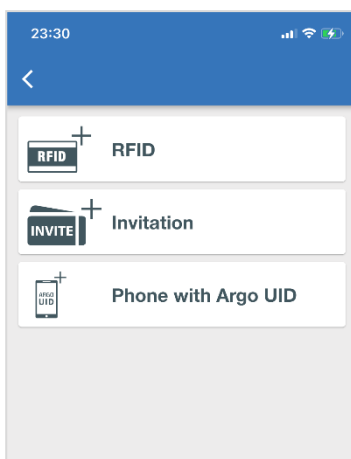 23:30
RFID
RFID
INVITE
Invitation
ARGO
UID
Phone with Argo UID